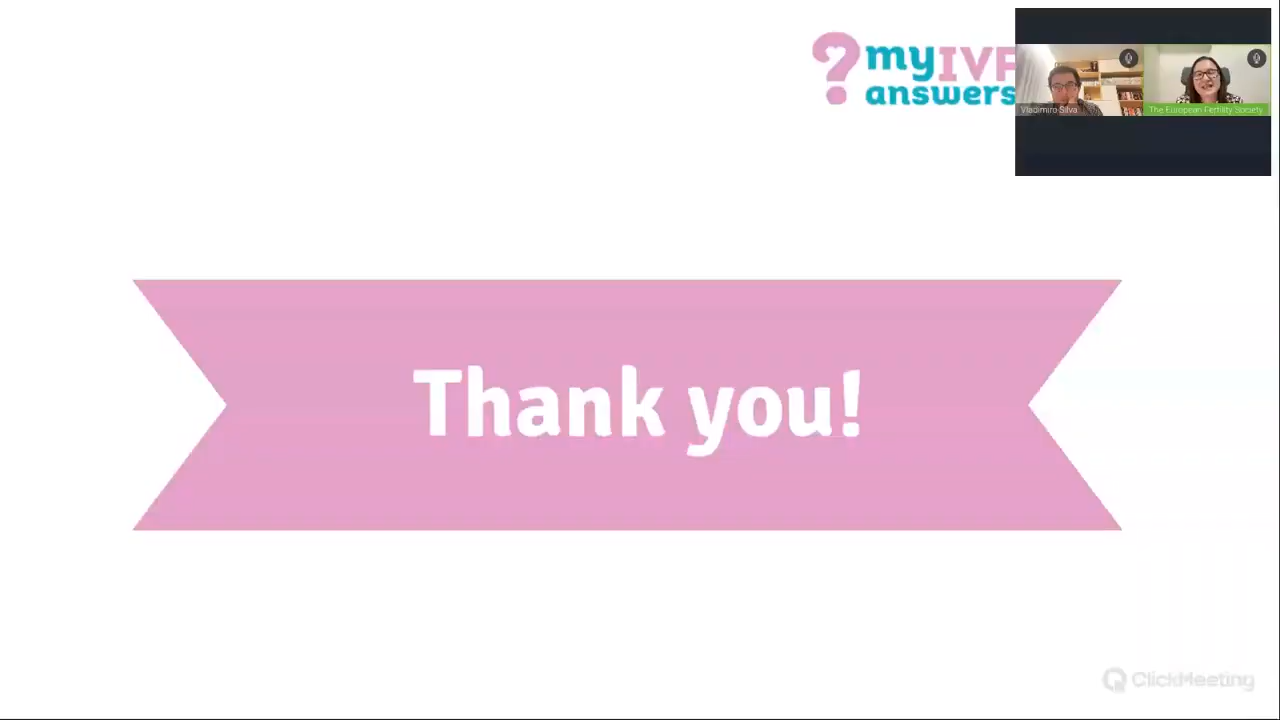 myIVF
answers
Vladimiro Silva
The European Fertility Society
Thank you!
ClickMeeting